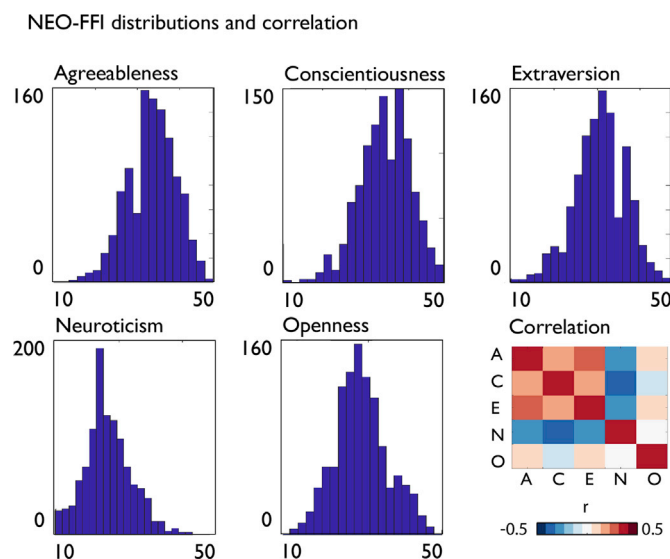 NEO-FFI distributions and correlation
Agreeableness
160
0
10 50
Conscientiousness
150
0
10 50
Extraversion
160
0
10 50
Neuroticism
200
0
10 50
Openness
160
0
10 50
Correlation
A
C
E
N
O
A C E N O
r
-0.5 0.5